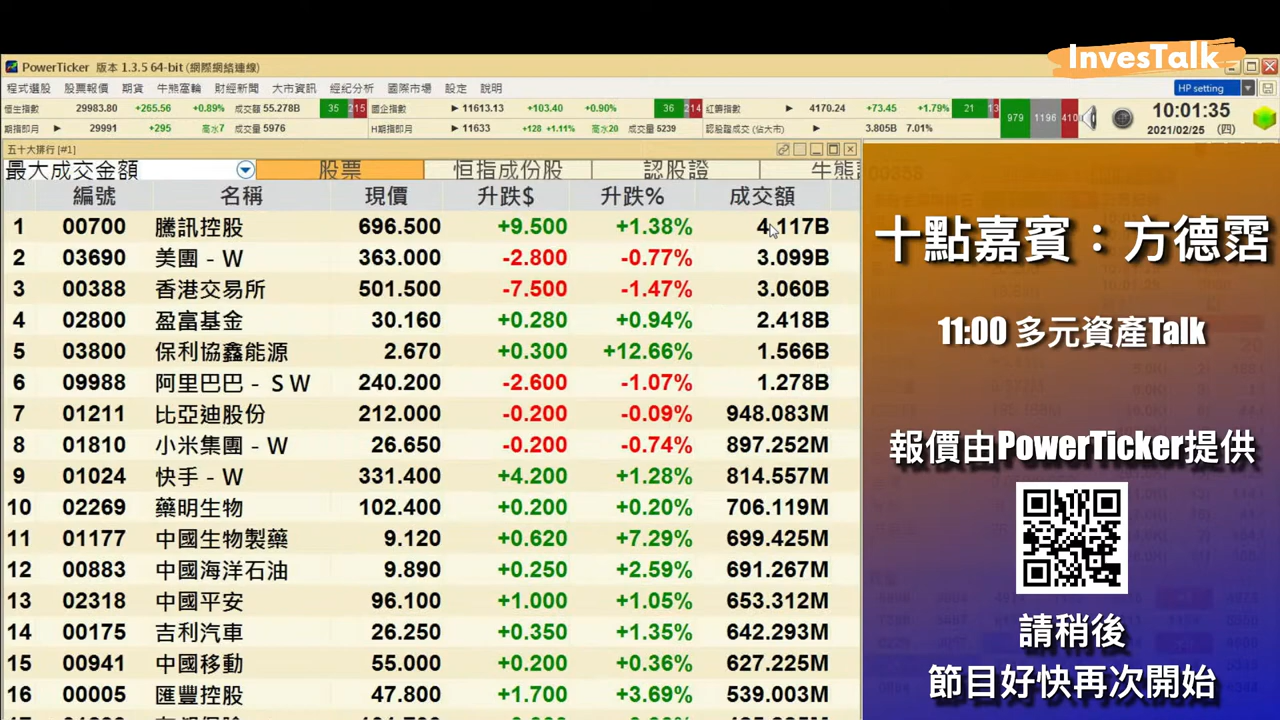 InvesTalk
PowerTicker 版本 1.3.5 64-bit (網際網絡連線)
程式選股 股票報價 期貨 牛熊窩輪 財經新聞 大市資訊 經紀分析 國際市場 設定 說明
HP setting
恒生指數 29983.80 +265.56 +0.89% 成交額 55.278B 35 215 國企指數 11613.13 +103.40 +0.90% 36 214 紅籌指數 4170.24 +73.45 +1.79% 21 13
979 1196 410
10:01:35
期指即月 29991 +295 高水7 成交量 5976 H期指即月 11633 +128 +1.11% 高水20 成交量 5239 認股證成交 (佔大市) 3.805B 7.01%
2021/02/25 (四)
五十大排行 [#1]
最大成交金額 股票 恒指成份股 認股證 牛熊
編號 名稱 現價 升跌$ 升跌% 成交額
1 00700 騰訊控股 696.500 +9.500 +1.38% 4.117B
2 03690 美團 - W 363.000 -2.800 -0.77% 3.099B
3 00388 香港交易所 501.500 -7.500 -1.47% 3.060B
4 02800 盈富基金 30.160 +0.280 +0.94% 2.418B
5 03800 保利協鑫能源 2.670 +0.300 +12.66% 1.566B
6 09988 阿里巴巴 - S W 240.200 -2.600 -1.07% 1.278B
7 01211 比亞迪股份 212.000 -0.200 -0.09% 948.083M
8 01810 小米集團 - W 26.650 -0.200 -0.74% 897.252M
9 01024 快手 - W 331.400 +4.200 +1.28% 814.557M
10 02269 藥明生物 102.400 +0.200 +0.20% 706.119M
11 01177 中國生物製藥 9.120 +0.620 +7.29% 699.425M
12 00883 中國海洋石油 9.890 +0.250 +2.59% 691.267M
13 02318 中國平安 96.100 +1.000 +1.05% 653.312M
14 00175 吉利汽車 26.250 +0.350 +1.35% 642.293M
15 00941 中國移動 55.000 +0.200 +0.36% 627.225M
16 00005 匯豐控股 47.800 +1.700 +3.69% 539.003M
十點嘉賓：方德霑
11:00 多元資產Talk
報價由PowerTicker提供
請稍後
節目好快再次開始